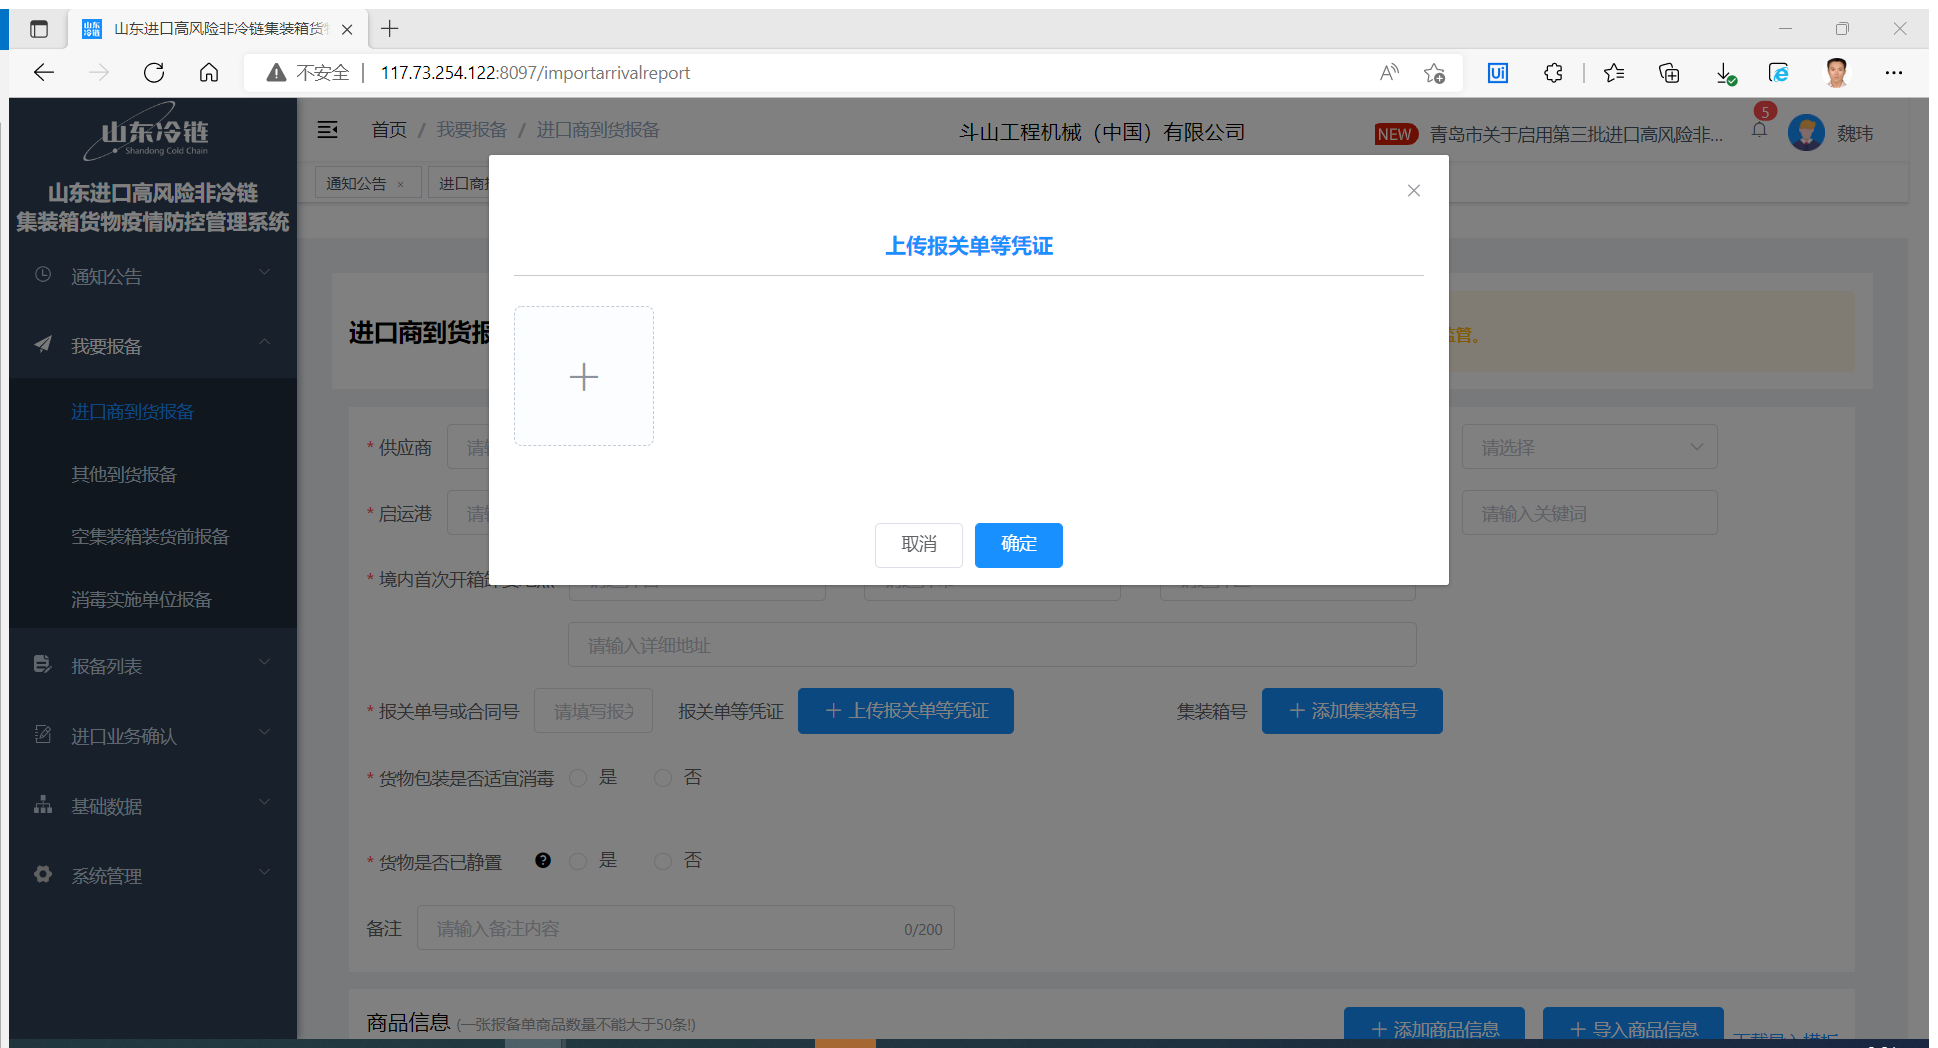 山东进口高风险非冷链集装箱货
不安全 117.73.254.122:8097/importarrivalreport
山东冷链
Shandong Cold Chain
山东进口高风险非冷链
集装箱货物疫情防控管理系统
通知公告
我要报备
进口商到货报备
其他到货报备
空集装箱装货前报备
消毒实施单位报备
报备列表
进口业务确认
基础数据
系统管理
首页 / 我要报备 / 进口商到货报备
斗山工程机械（中国）有限公司
NEW 青岛市关于启用第三批进口高风险非...
5
魏玮
通知公告 ×
进口商
上传报关单等凭证
取消
确定
进口商到货报
监管。
* 供应商
请选择
* 启运港
请输入关键词
* 境内首次开箱
请输入详细地址
* 报关单号或合同号 请填写报关 报关单等凭证 + 上传报关单等凭证 集装箱号 + 添加集装箱号
* 货物包装是否适宜消毒 是 否
* 货物是否已静置 ? 是 否
备注 请输入备注内容 0/200
商品信息 (一张报备单商品数量不能大于50条!) + 添加商品信息 + 导入商品信息 下载导入模板